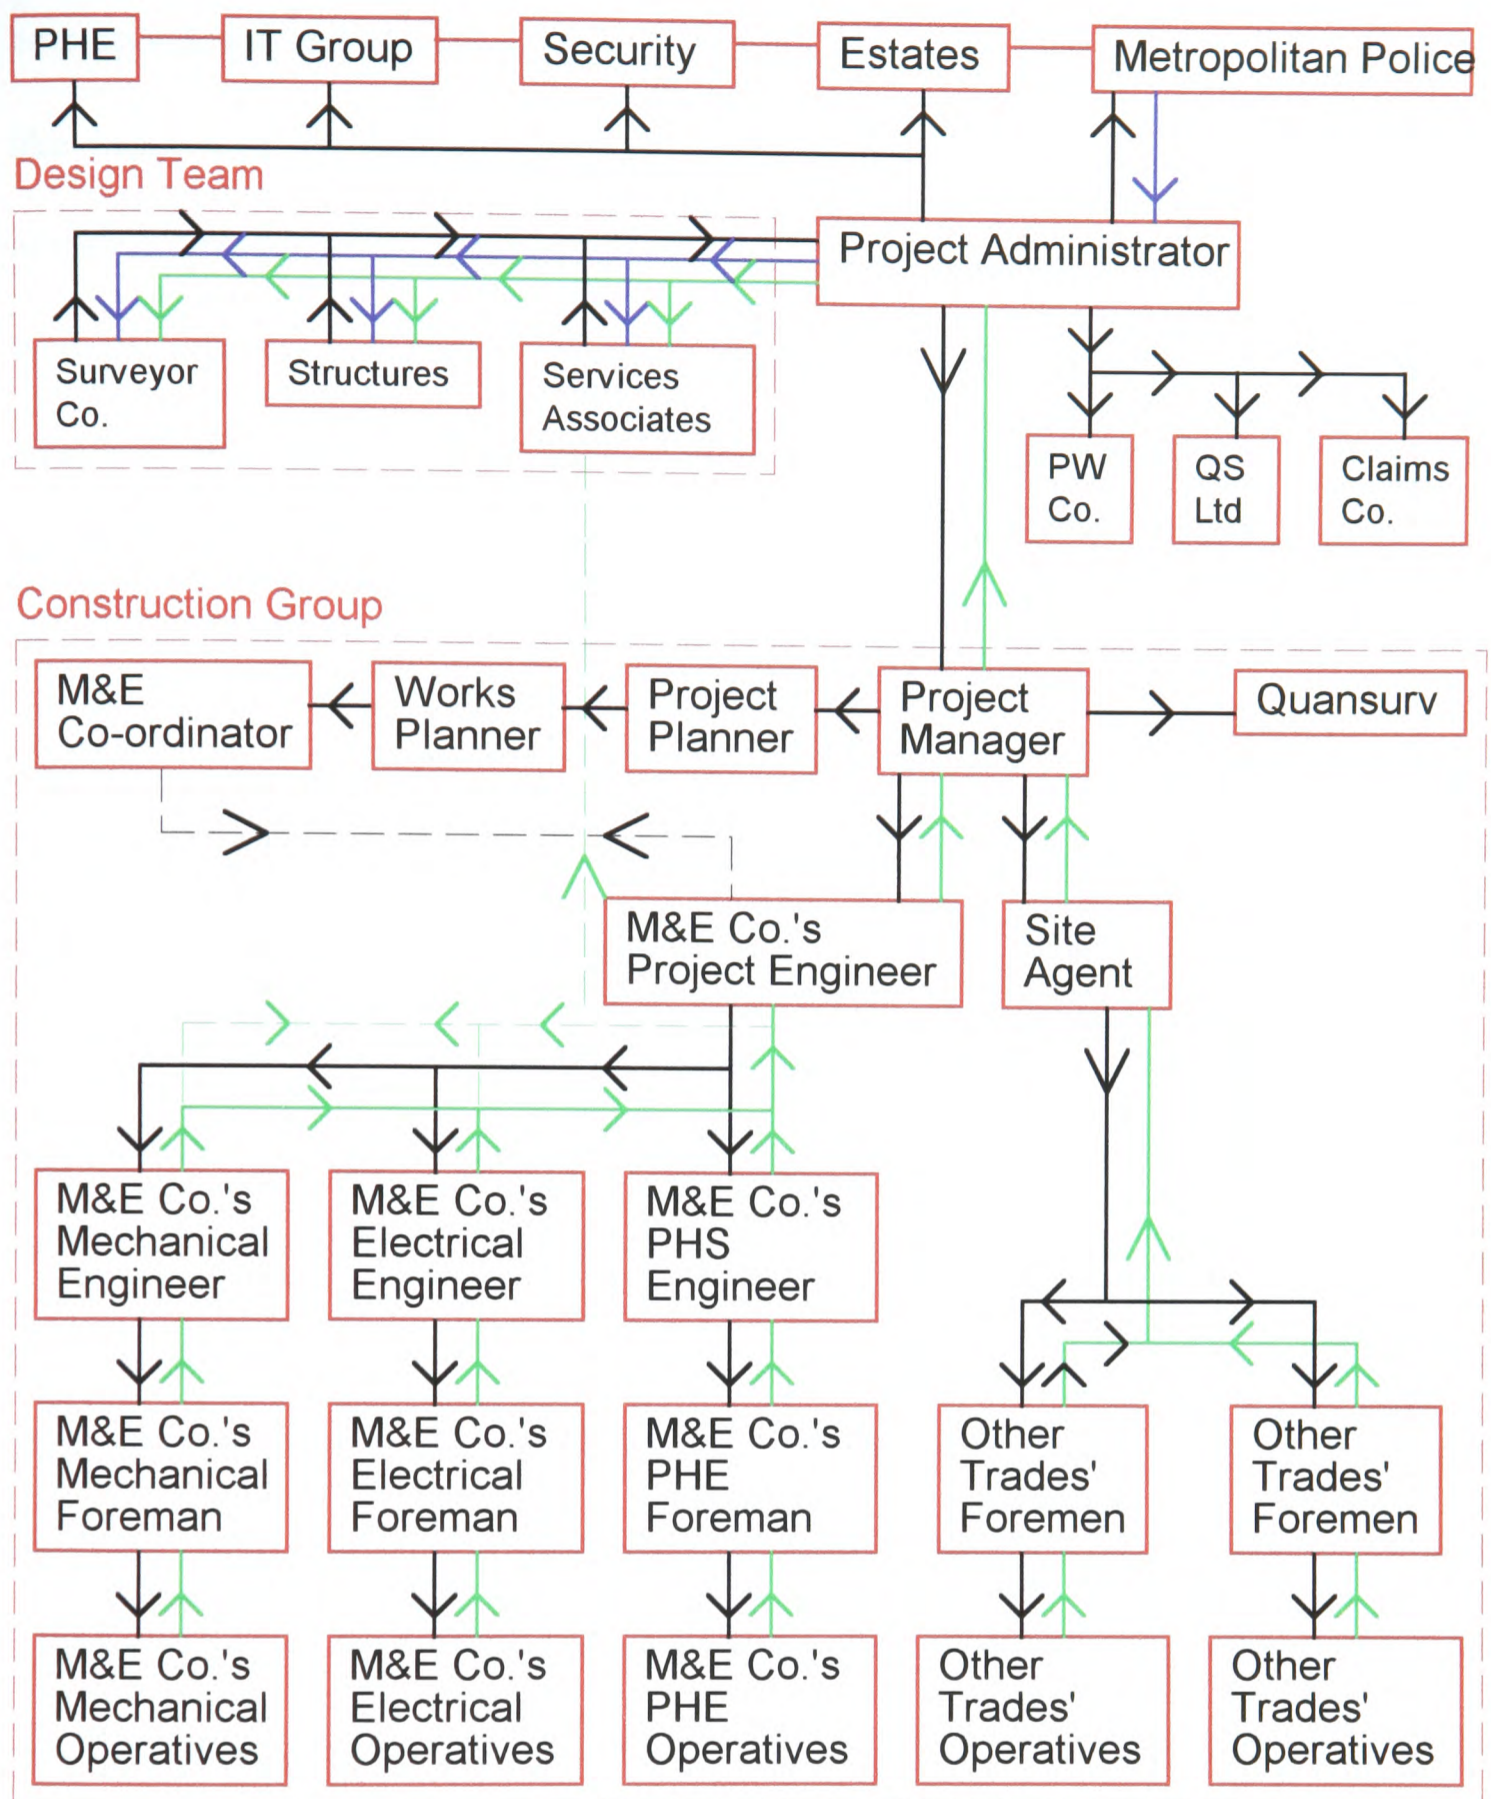 PHE
IT Group
Security
Estates
Metropolitan Police
Design Team
Project Administrator
Surveyor
Co.
Structures
Services
Associates
PW
Co.
QS
Ltd
Claims
Co.
Construction Group
M&E
Co-ordinator
Works
Planner
Project
Planner
Project
Manager
Quansurv
M&E Co.'s
Project Engineer
Site
Agent
M&E Co.'s
Mechanical
Engineer
M&E Co.'s
Electrical
Engineer
M&E Co.'s
PHS
Engineer
M&E Co.'s
Mechanical
Foreman
M&E Co.'s
Electrical
Foreman
M&E Co.'s
PHE
Foreman
Other
Trades'
Foremen
Other
Trades'
Foremen
M&E Co.'s
Mechanical
Operatives
M&E Co.'s
Electrical
Operatives
M&E Co.'s
PHE
Operatives
Other
Trades'
Operatives
Other
Trades'
Operatives